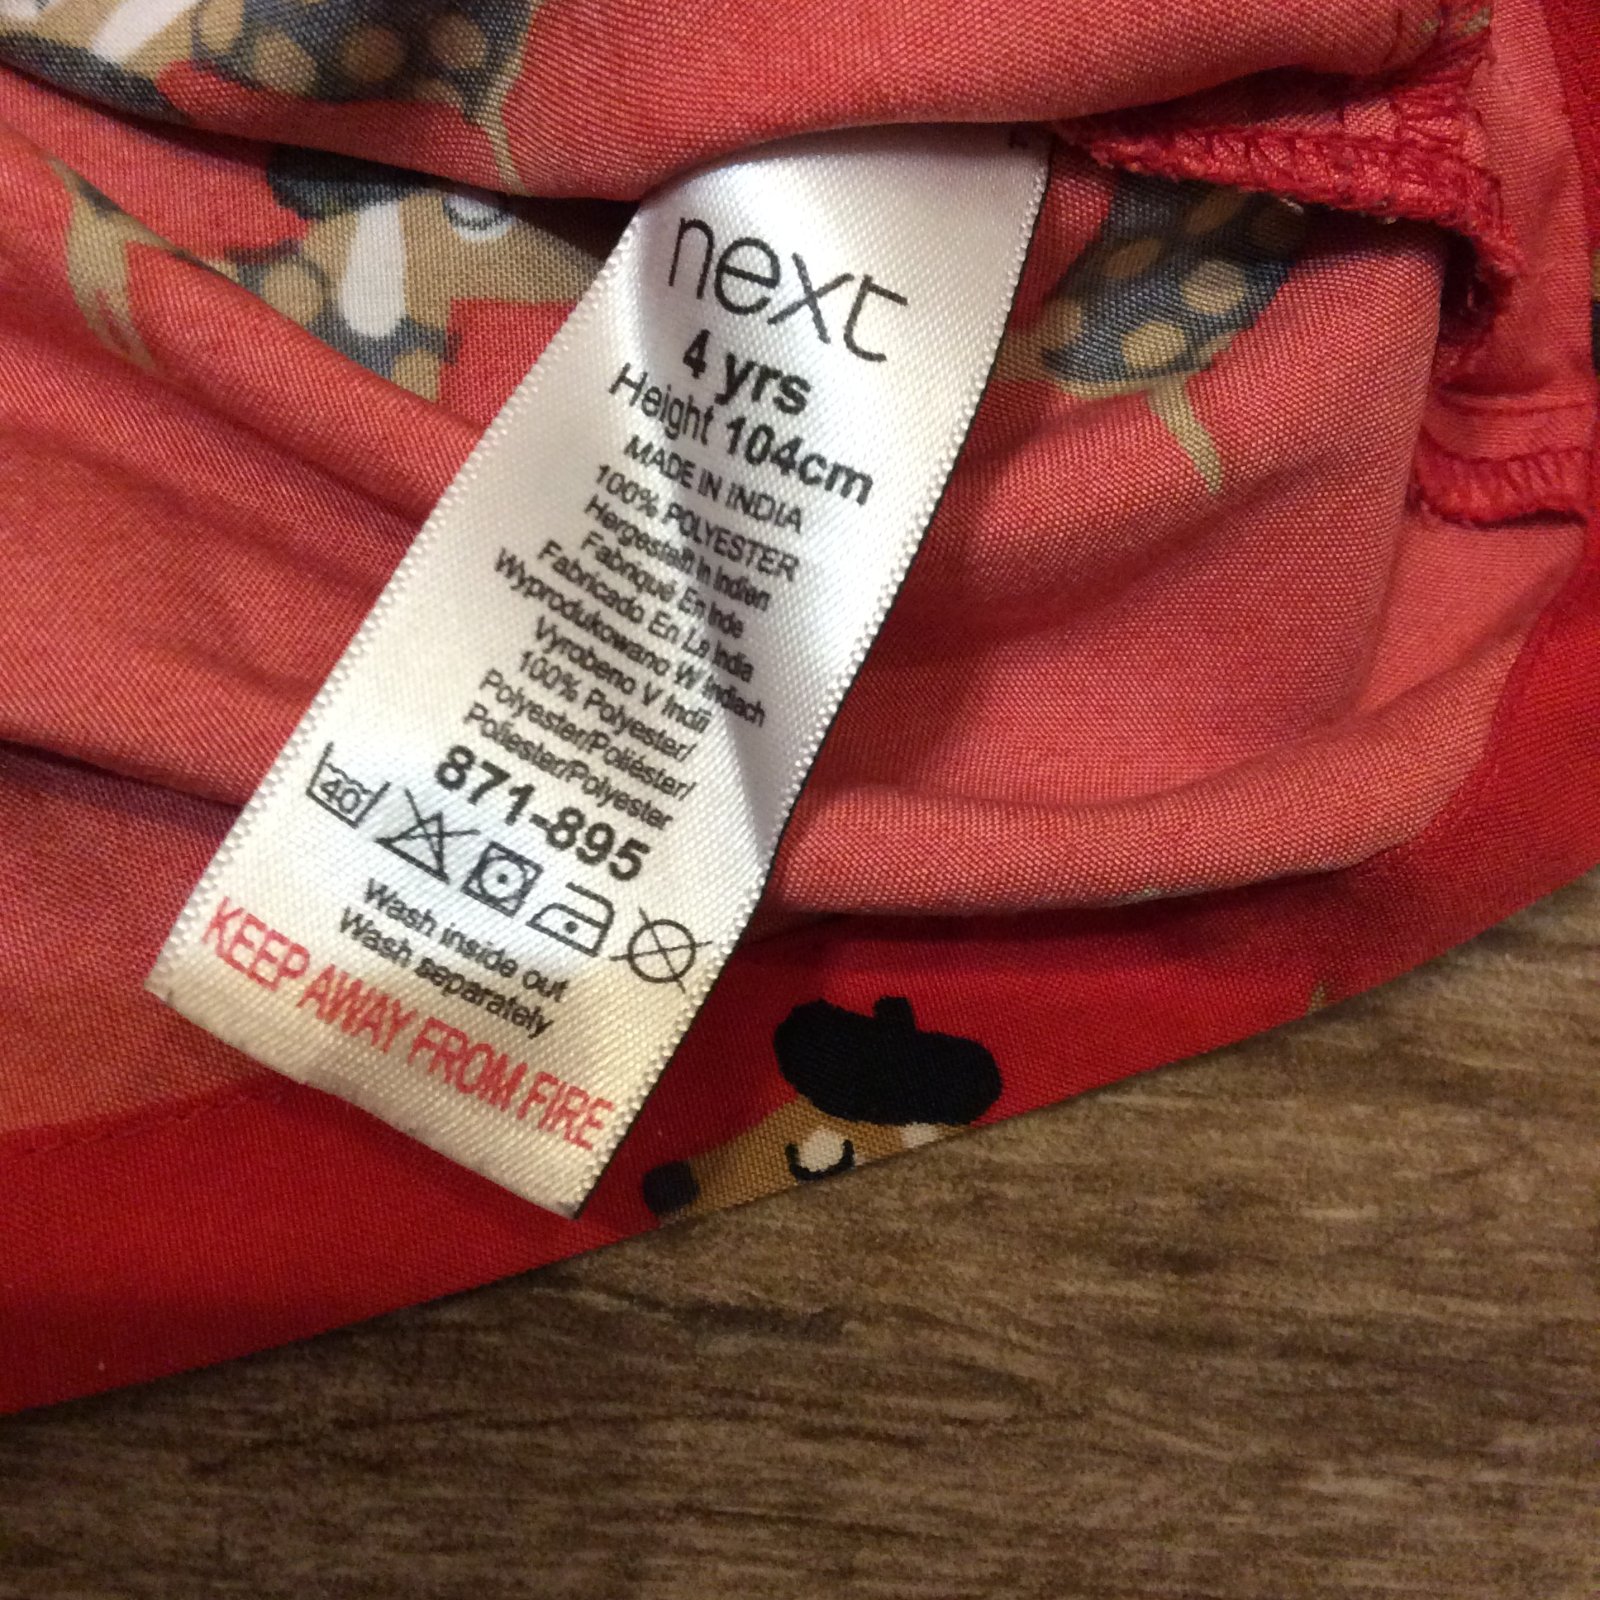 next
4 yrs
Height 104cm
MADE IN INDIA
100% POLYESTER
Hergestellt In Indien
Fabriqué En Inde
Fabricado En La India
Wyprodukowano W Indiach
Vyrobeno V Indii
100% Polyester/
Polyester/Poliéster/
Poliester/Polyester
871-895
40
Wash inside out
Wash separately
KEEP AWAY FROM FIRE